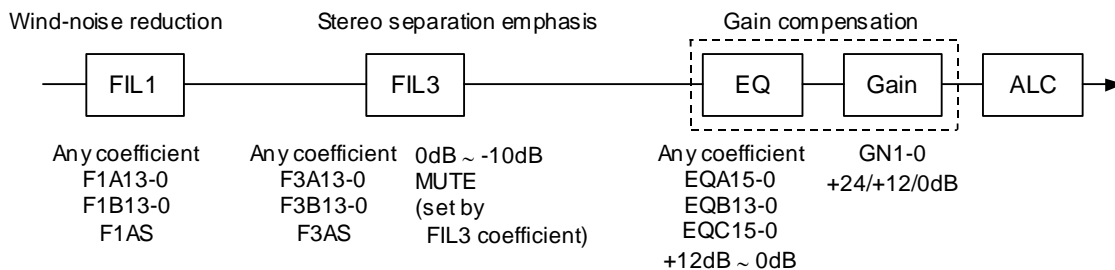 Wind-noise reduction
Stereo separation emphasis
Gain compensation
FIL1
FIL3
EQ
Gain
ALC
Any coefficient
F1A13-0
F1B13-0
F1AS
Any coefficient
F3A13-0
F3B13-0
F3AS
0dB ~ -10dB
MUTE
(set by
FIL3 coefficient)
Any coefficient
EQA15-0
EQB13-0
EQC15-0
+12dB ~ 0dB
GN1-0
+24/+12/0dB